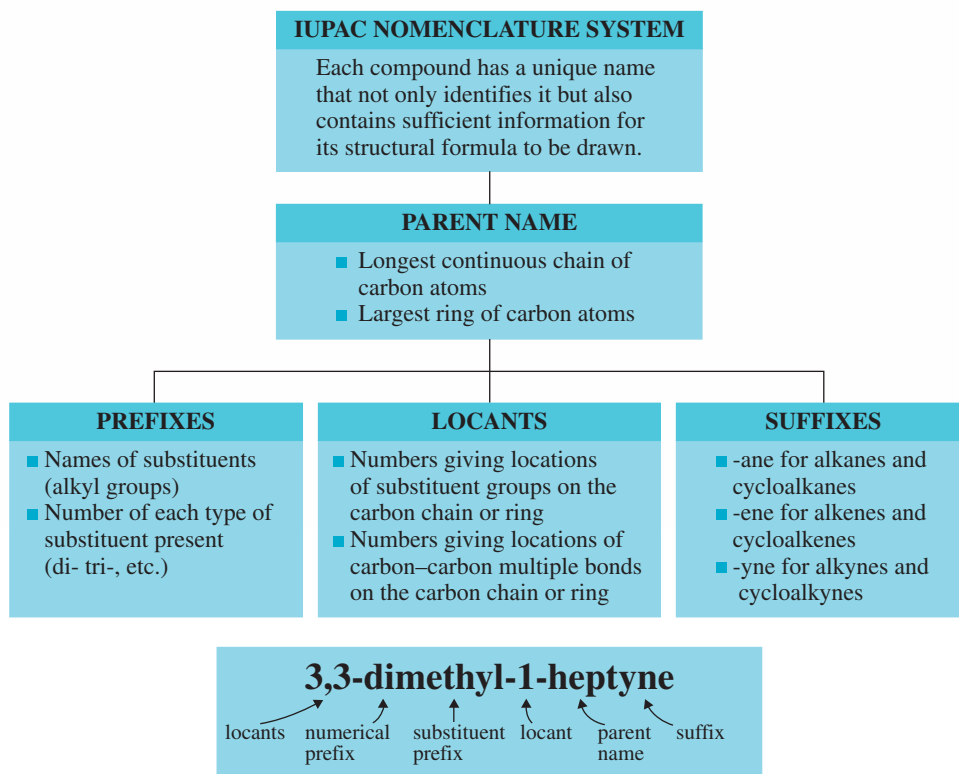 IUPAC NOMENCLATURE SYSTEM
Each compound has a unique name
that not only identifies it but also
contains sufficient information for
its structural formula to be drawn.
PARENT NAME
■ Longest continuous chain of
carbon atoms
■ Largest ring of carbon atoms
PREFIXES
■ Names of substituents
(alkyl groups)
■ Number of each type of
substituent present
(di- tri-, etc.)
LOCANTS
■ Numbers giving locations
of substituent groups on the
carbon chain or ring
■ Numbers giving locations of
carbon–carbon multiple bonds
on the carbon chain or ring
SUFFIXES
■ -ane for alkanes and
cycloalkanes
■ -ene for alkenes and
cycloalkenes
■ -yne for alkynes and
cycloalkynes
3,3-dimethyl-1-heptyne
locants
numerical
prefix
substituent
prefix
locant
parent
name
suffix